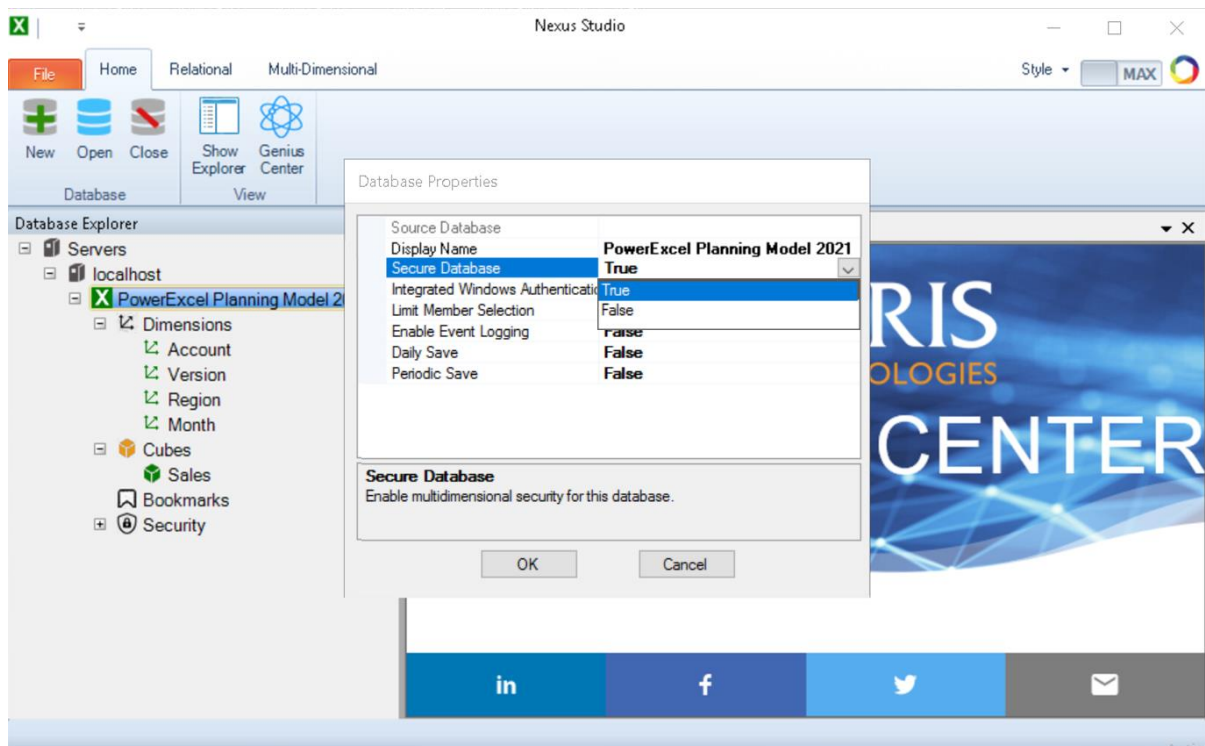 Nexus Studio
File
Home
Relational
Multi-Dimensional
Style
MAX
New
Open
Close
Show Explorer
Genius Center
Database
View
Database Explorer
Servers
localhost
PowerExcel Planning Model 2
Dimensions
Account
Version
Region
Month
Cubes
Sales
Bookmarks
Security
Database Properties
Source Database
Display Name PowerExcel Planning Model 2021
Secure Database True
Integrated Windows Authenticatio True
Limit Member Selection False
Enable Event Logging False
Daily Save False
Periodic Save False
Secure Database
Enable multidimensional security for this database.
OK
Cancel
RIS
OLOGIES
CENTER
in
f